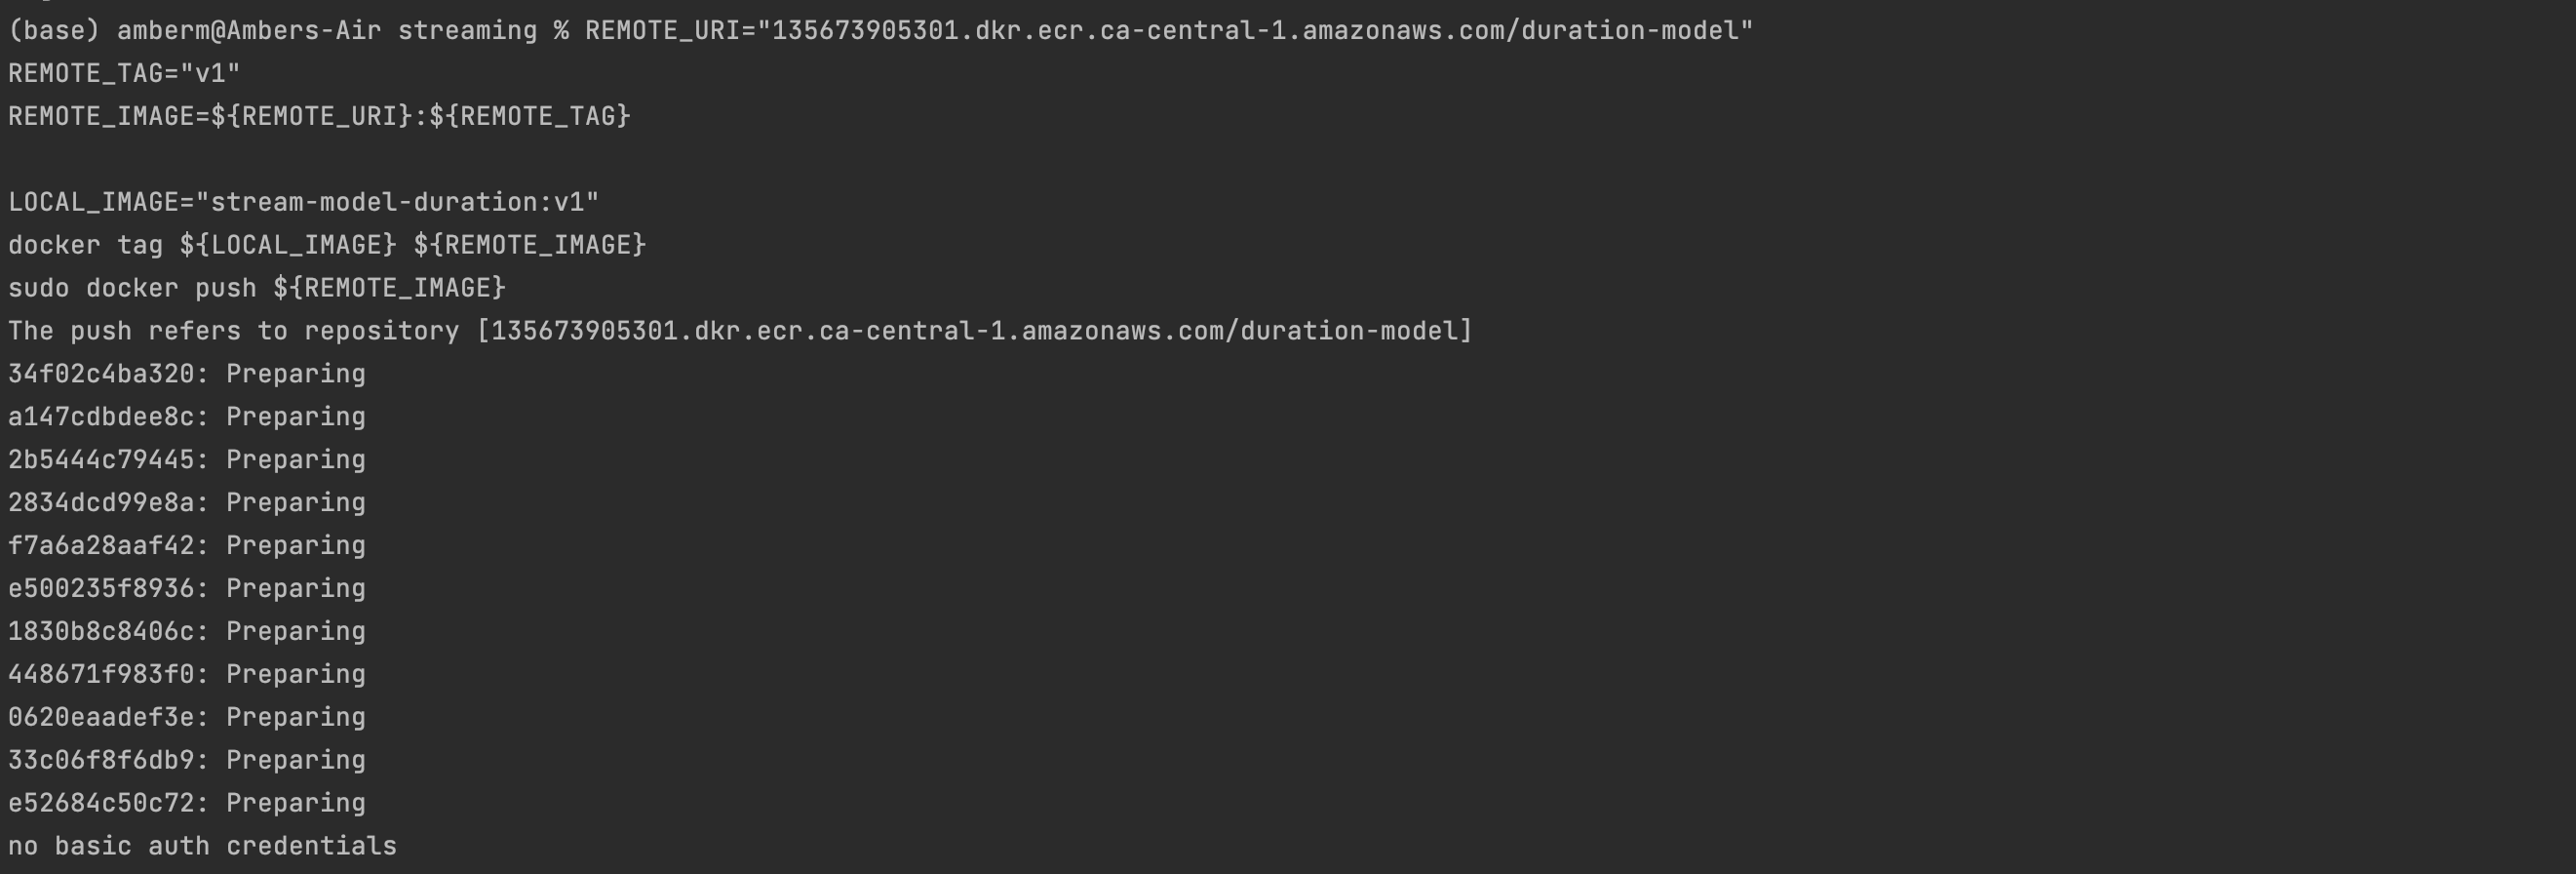 (base) amberm@Ambers-Air streaming % REMOTE_URI="135673905301.dkr.ecr.ca-central-1.amazonaws.com/duration-model"
REMOTE_TAG="v1"
REMOTE_IMAGE=${REMOTE_URI}:${REMOTE_TAG}
LOCAL_IMAGE="stream-model-duration:v1"
docker tag ${LOCAL_IMAGE} ${REMOTE_IMAGE}
sudo docker push ${REMOTE_IMAGE}
The push refers to repository [135673905301.dkr.ecr.ca-central-1.amazonaws.com/duration-model]
34f02c4ba320: Preparing
a147cdbdee8c: Preparing
2b5444c79445: Preparing
2834dcd99e8a: Preparing
f7a6a28aaf42: Preparing
e500235f8936: Preparing
1830b8c8406c: Preparing
448671f983f0: Preparing
0620eaadef3e: Preparing
33c06f8f6db9: Preparing
e52684c50c72: Preparing
no basic auth credentials